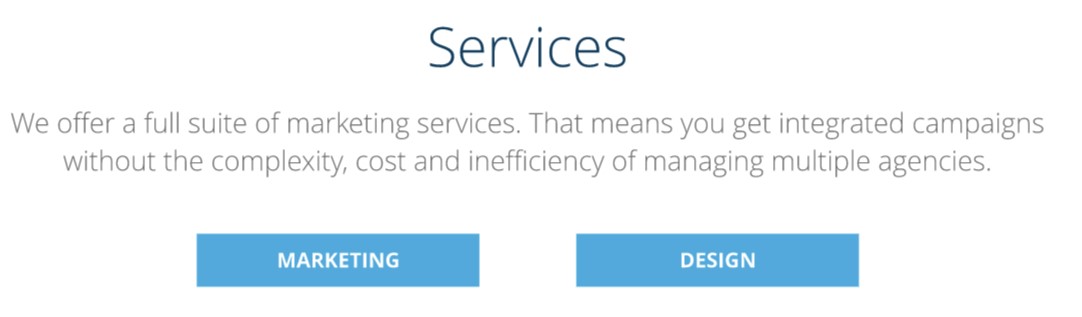 Services
We offer a full suite of marketing services. That means you get integrated campaigns
without the complexity, cost and inefficiency of managing multiple agencies.
MARKETING
DESIGN